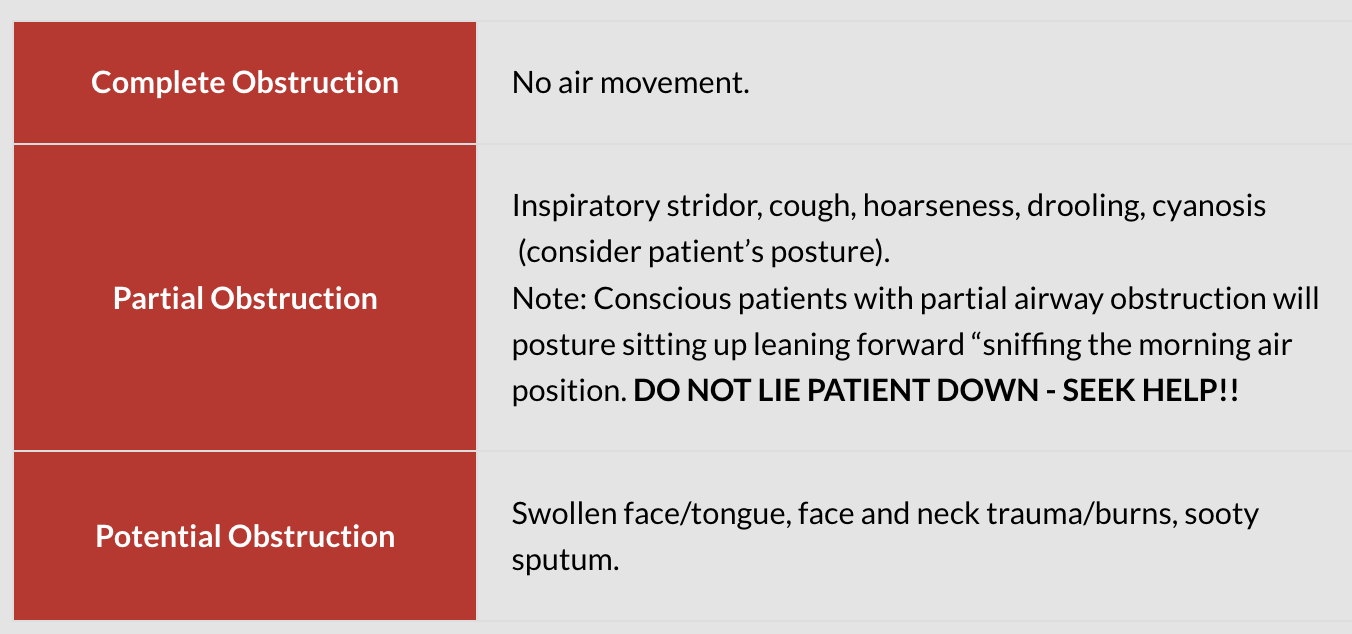 Complete Obstruction
No air movement.
Partial Obstruction
Inspiratory stridor, cough, hoarseness, drooling, cyanosis
(consider patient’s posture).
Note: Conscious patients with partial airway obstruction will
posture sitting up leaning forward “sniffing the morning air
position. DO NOT LIE PATIENT DOWN - SEEK HELP!!
Potential Obstruction
Swollen face/tongue, face and neck trauma/burns, sooty
sputum.